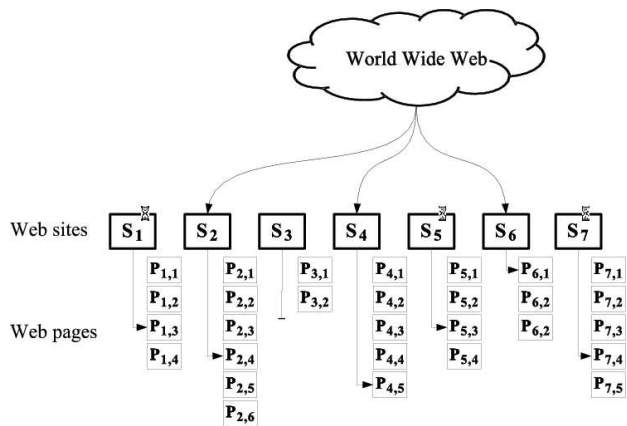 World Wide Web
Web sites S1 S2 S3 S4 S5 S6 S7
P1,1 P2,1 P3,1 P4,1 P5,1 P6,1 P7,1
P1,2 P2,2 P3,2 P4,2 P5,2 P6,2 P7,2
Web pages P1,3 P2,3 P4,3 P5,3 P6,2 P7,3
P1,4 P2,4 P4,4 P5,4 P7,4
P2,5 P4,5 P7,5
P2,6